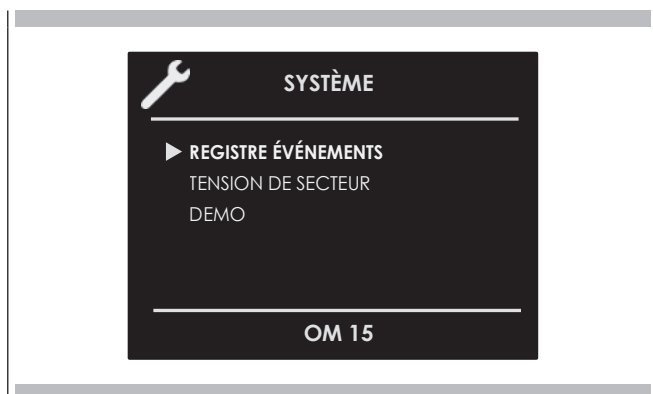 SYSTÈME
REGISTRE ÉVÉNEMENTS
TENSION DE SECTEUR
DEMO
OM 15